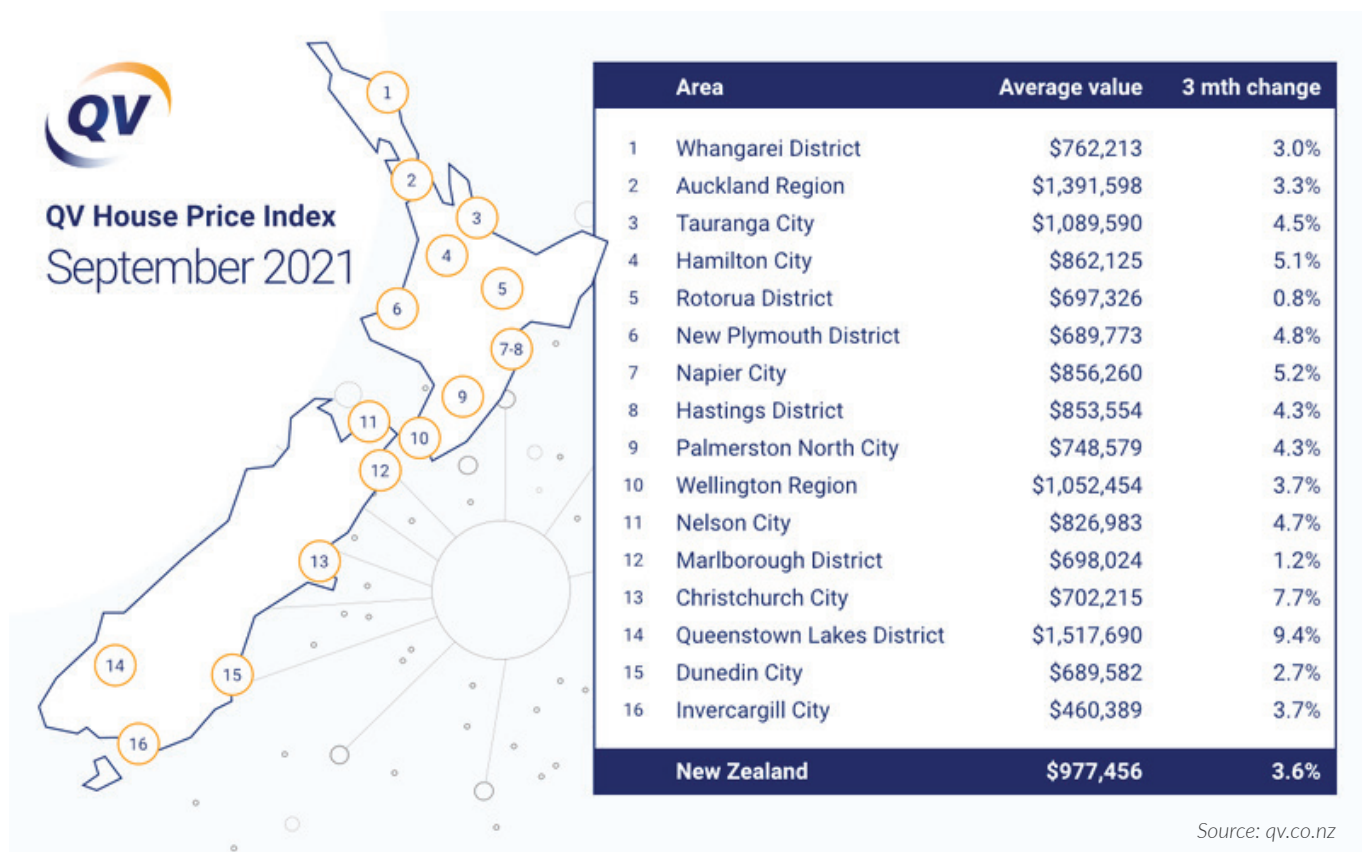 QV
QV House Price Index
September 2021
1
2
3
4
5
6
7-8
9
10
11
12
13
14
15
16
Area Average value 3 mth change
1 Whangarei District $762,213 3.0%
2 Auckland Region $1,391,598 3.3%
3 Tauranga City $1,089,590 4.5%
4 Hamilton City $862,125 5.1%
5 Rotorua District $697,326 0.8%
6 New Plymouth District $689,773 4.8%
7 Napier City $856,260 5.2%
8 Hastings District $853,554 4.3%
9 Palmerston North City $748,579 4.3%
10 Wellington Region $1,052,454 3.7%
11 Nelson City $826,983 4.7%
12 Marlborough District $698,024 1.2%
13 Christchurch City $702,215 7.7%
14 Queenstown Lakes District $1,517,690 9.4%
15 Dunedin City $689,582 2.7%
16 Invercargill City $460,389 3.7%
New Zealand $977,456 3.6%
Source: qv.co.nz